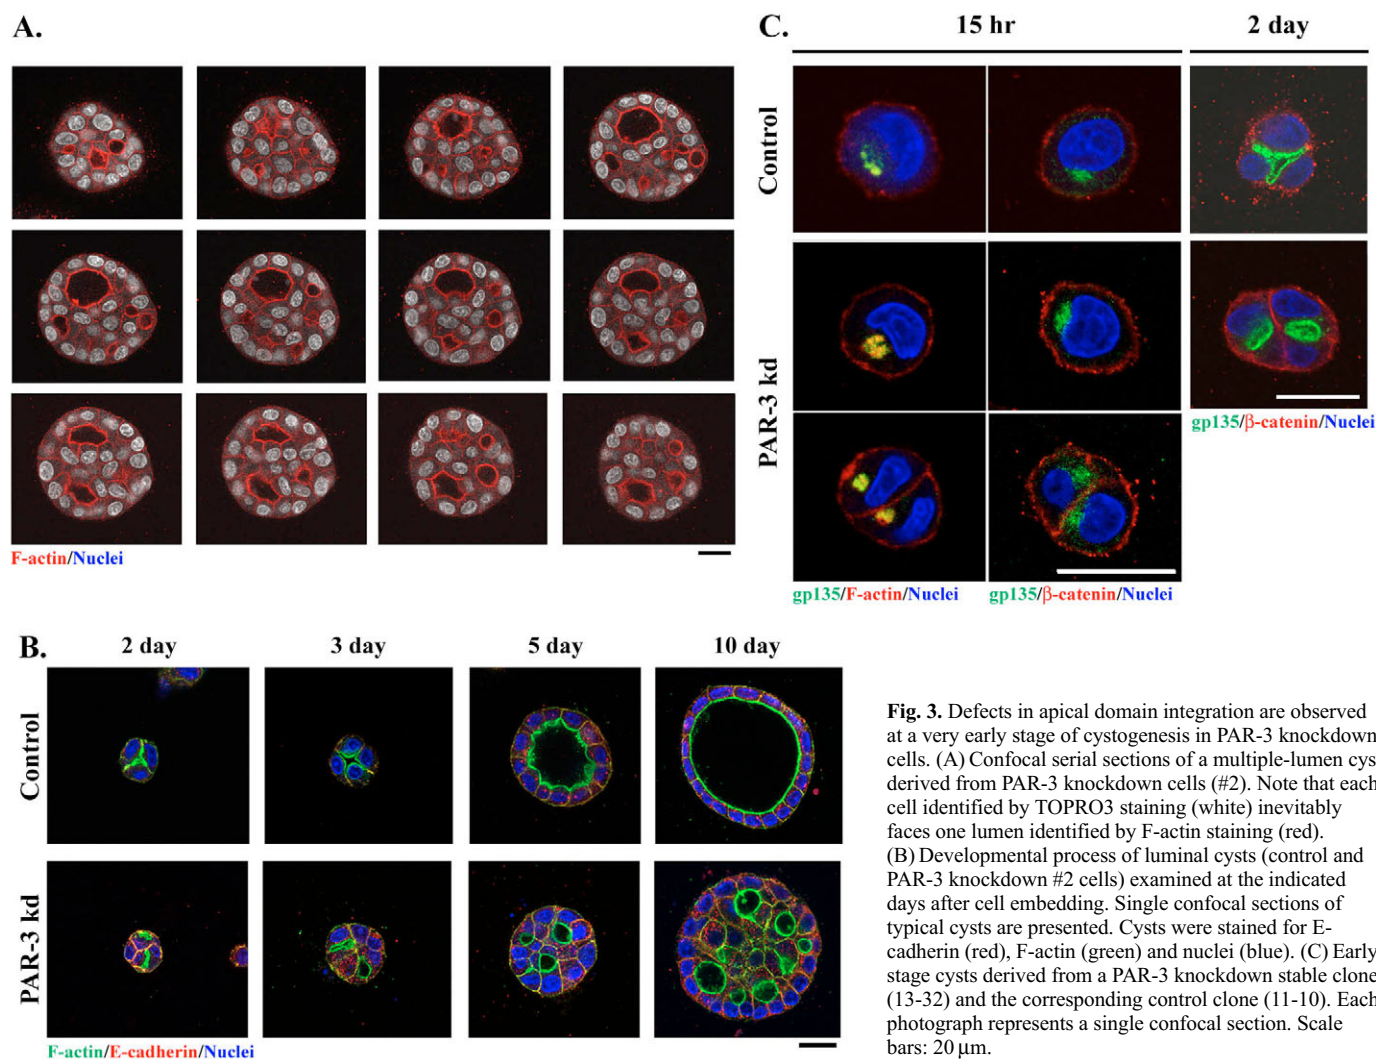 A.
F-actin/Nuclei
C.
15 hr
2 day
Control
PAR-3 kd
gp135/β-catenin/Nuclei
gp135/F-actin/Nuclei
gp135/β-catenin/Nuclei
B.
2 day
3 day
5 day
10 day
Control
PAR-3 kd
F-actin/E-cadherin/Nuclei
Fig. 3. Defects in apical domain integration are observed
at a very early stage of cystogenesis in PAR-3 knockdown
cells. (A) Confocal serial sections of a multiple-lumen cys
derived from PAR-3 knockdown cells (#2). Note that each
cell identified by TOPRO3 staining (white) inevitably
faces one lumen identified by F-actin staining (red).
(B) Developmental process of luminal cysts (control and
PAR-3 knockdown #2 cells) examined at the indicated
days after cell embedding. Single confocal sections of
typical cysts are presented. Cysts were stained for E-
cadherin (red), F-actin (green) and nuclei (blue). (C) Early
stage cysts derived from a PAR-3 knockdown stable clone
(13-32) and the corresponding control clone (11-10). Each
photograph represents a single confocal section. Scale
bars: 20 μm.